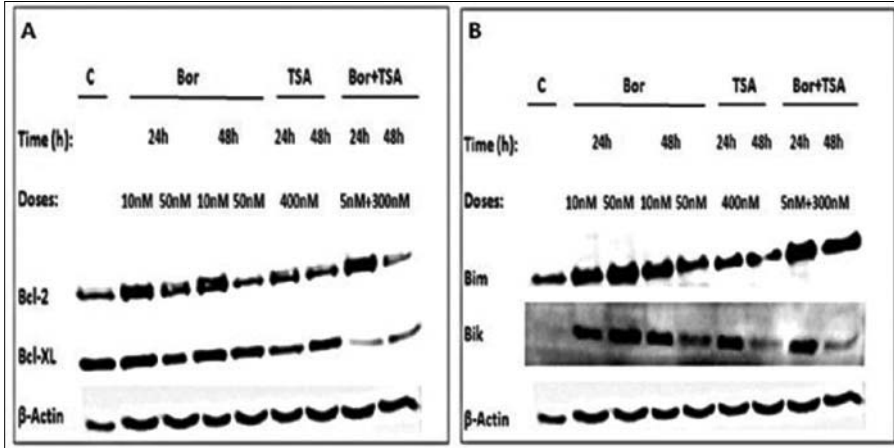 A
C Bor TSA Bor+TSA
Time (h): 24h 48h 24h 48h 24h 48h
Doses: 10nM 50nM 10nM 50nM 400nM 5nM+300nM
Bcl-2
Bcl-XL
β-Actin
B
C Bor TSA Bor+TSA
Time (h): 24h 48h 24h 48h 24h 48h
Doses: 10nM 50nM 10nM 50nM 400nM 5nM+300nM
Bim
Bik
β-Actin